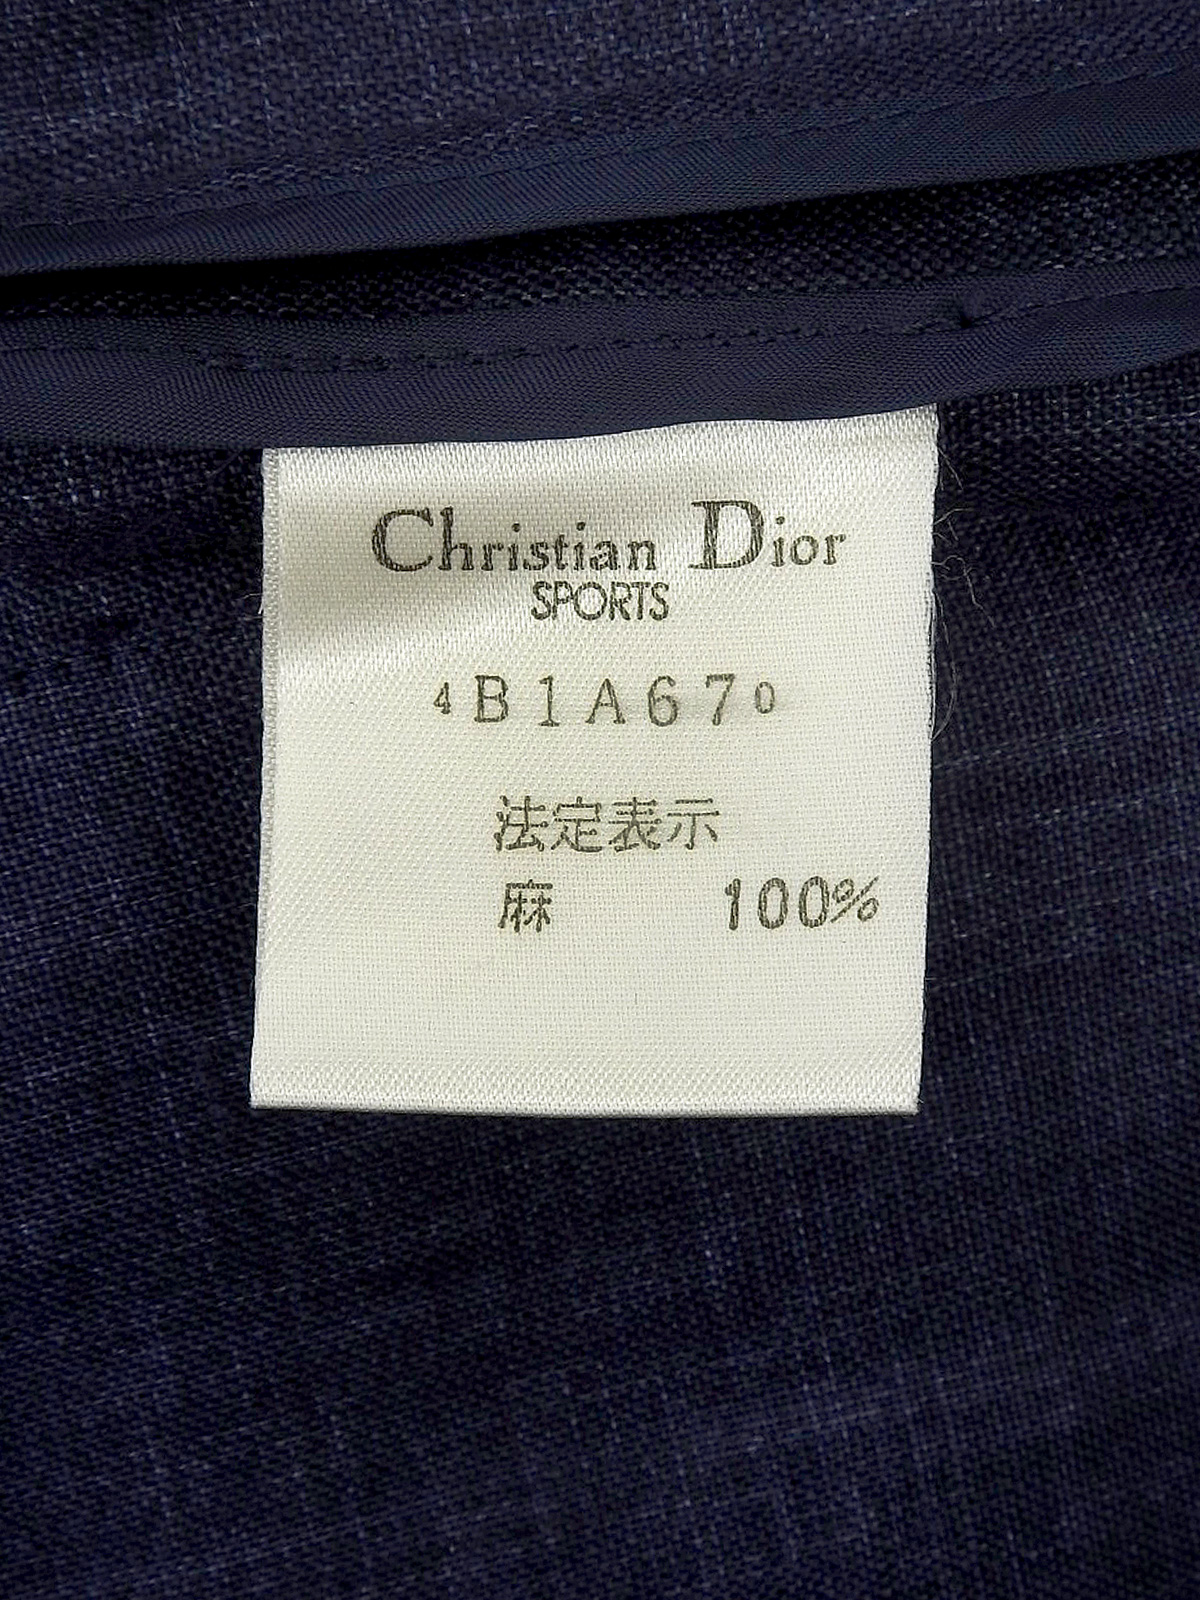 Christian Dior
SPORTS
4B1A670
法定表示
麻 100%